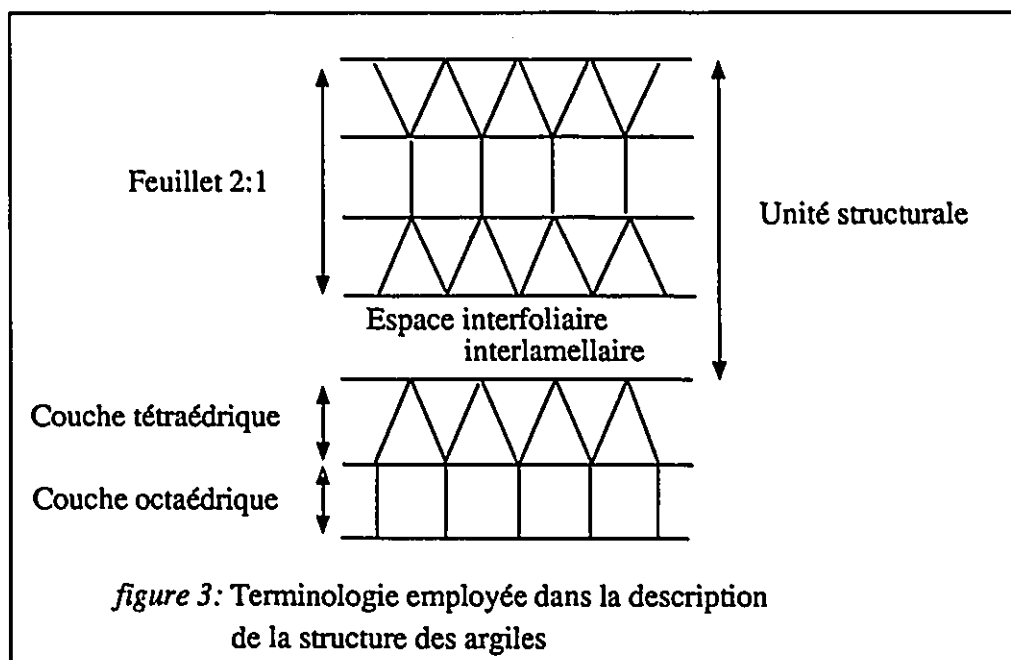 Feuillet 2:1
Unité structurale
Espace interfoliaire
interlamellaire
Couche tétraédrique
Couche octaédrique
figure 3: Terminologie employée dans la description
de la structure des argiles